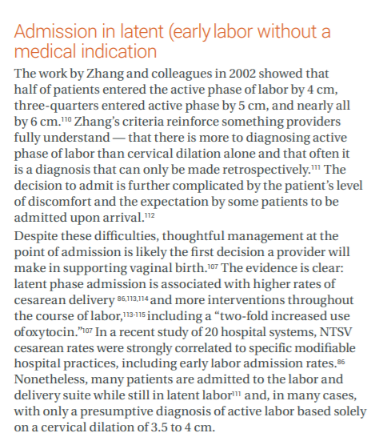 Admission in latent (early labor without a
medical indication
The work by Zhang and colleagues in 2002 showed that
half of patients entered the active phase of labor by 4 cm,
three-quarters entered active phase by 5 cm, and nearly all
by 6 cm.¹¹⁰ Zhang's criteria reinforce something providers
fully understand — that there is more to diagnosing active
phase of labor than cervical dilation alone and that often it
is a diagnosis that can only be made retrospectively.¹¹¹ The
decision to admit is further complicated by the patient's level
of discomfort and the expectation by some patients to be
admitted upon arrival.¹¹²
Despite these difficulties, thoughtful management at the
point of admission is likely the first decision a provider will
make in supporting vaginal birth.¹⁰⁷ The evidence is clear:
latent phase admission is associated with higher rates of
cesarean delivery ⁸⁶,¹¹³,¹¹⁴ and more interventions throughout
the course of labor,¹¹³⁻¹¹⁵ including a “two-fold increased use
ofoxytocin.”¹⁰⁷ In a recent study of 20 hospital systems, NTSV
cesarean rates were strongly correlated to specific modifiable
hospital practices, including early labor admission rates.⁸⁶
Nonetheless, many patients are admitted to the labor and
delivery suite while still in latent labor¹¹¹ and, in many cases,
with only a presumptive diagnosis of active labor based solely
on a cervical dilation of 3.5 to 4 cm.